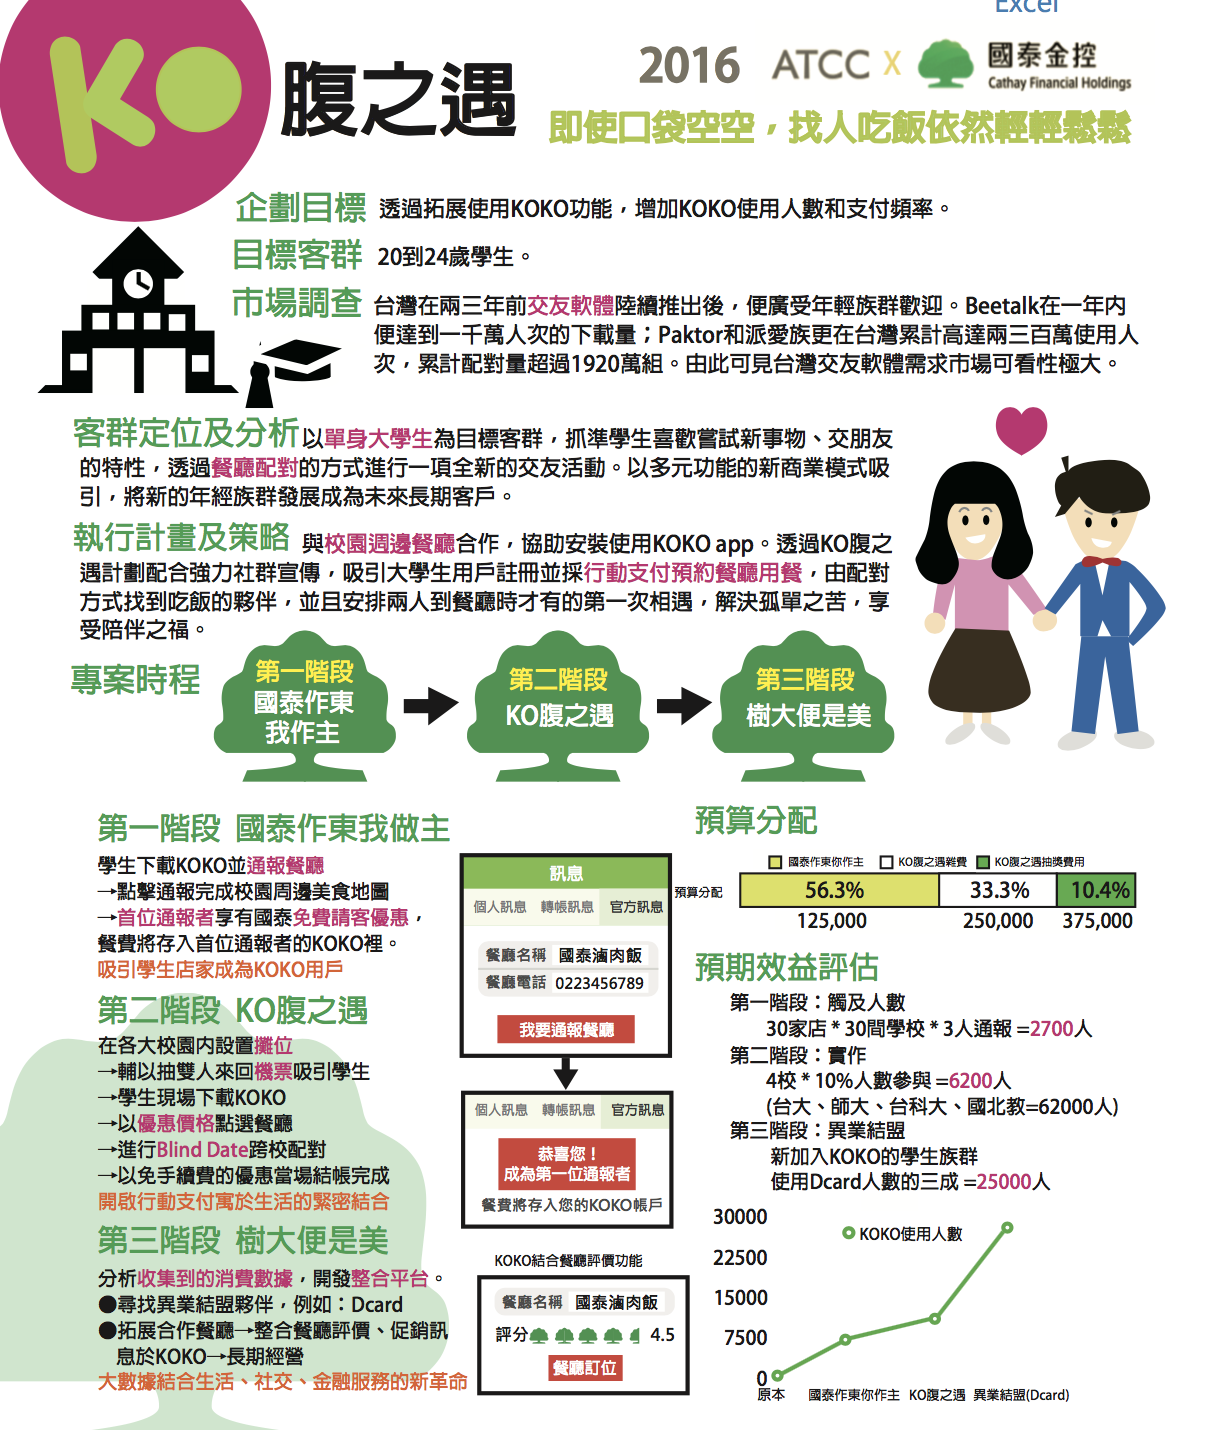 Excel
KO
腹之遇
2016 ATCC X 國泰金控
Cathay Financial Holdings
即使口袋空空，找人吃飯依然輕輕鬆鬆
企劃目標 透過拓展使用KOKO功能，增加KOKO使用人數和支付頻率。
目標客群 20到24歲學生。
市場調查 台灣在兩三年前交友軟體陸續推出後，便廣受年輕族群歡迎。Beetalk在一年内
便達到一千萬人次的下載量；Paktor和派愛族更在台灣累計高達兩三百萬使用人
次，累計配對量超過1920萬組。由此可見台灣交友軟體需求市場可看性極大。
客群定位及分析 以單身大學生為目標客群，抓準學生喜歡嘗試新事物、交朋友
的特性，透過餐廳配對的方式進行一項全新的交友活動。以多元功能的新商業模式吸
引，將新的年經族群發展成為未來長期客戶。
執行計畫及策略 與校園週邊餐廳合作，協助安裝使用KOKO app。透過KO腹之
遇計劃配合強力社群宣傳，吸引大學生用戶註冊並採行動支付預約餐廳用餐，由配對
方式找到吃飯的夥伴，並且安排兩人到餐廳時才有的第一次相遇，解決孤單之苦，享
受陪伴之福。
專案時程
第一階段
國泰作東
我作主
第二階段
KO腹之遇
第三階段
樹大便是美
第一階段 國泰作東我做主
學生下載KOKO並通報餐廳
→點擊通報完成校園周邊美食地圖
→首位通報者享有國泰免費請客優惠，
餐費將存入首位通報者的KOKO裡。
吸引學生店家成為KOKO用戶
第二階段 KO腹之遇
在各大校園内設置攤位
→輔以抽雙人來回機票吸引學生
→學生現場下載KOKO
→以優惠價格點選餐廳
→進行Blind Date跨校配對
→以免手續費的優惠當場結帳完成
開啟行動支付寓於生活的緊密結合
第三階段 樹大便是美
分析收集到的消費數據，開發整合平台。
●尋找異業結盟夥伴，例如：Dcard
●拓展合作餐廳→整合餐廳評價、促銷訊
息於KOKO→長期經營
大數據結合生活、社交、金融服務的新革命
訊息
個人訊息 轉帳訊息 官方訊息
餐廳名稱 國泰滷肉飯
餐廳電話 0223456789
我要通報餐廳
個人訊息 轉帳訊息 官方訊息
恭喜您！
成為第一位通報者
餐費將存入您的KOKO帳戶
KOKO結合餐廳評價功能
餐廳名稱 國泰滷肉飯
評分 4.5
餐廳訂位
預算分配
國泰作東你作主 KO腹之遇雜費 KO腹之遇抽獎費用
預算分配 56.3% 33.3% 10.4%
125,000 250,000 375,000
預期效益評估
第一階段：觸及人數
30家店 * 30間學校 * 3人通報 =2700人
第二階段：實作
4校 * 10%人數參與 =6200人
(台大、師大、台科大、國北教=62000人)
第三階段：異業結盟
新加入KOKO的學生族群
使用Dcard人數的三成 =25000人
KOKO使用人數
30000
22500
15000
7500
0
原本 國泰作東你作主 KO腹之遇 異業結盟(Dcard)